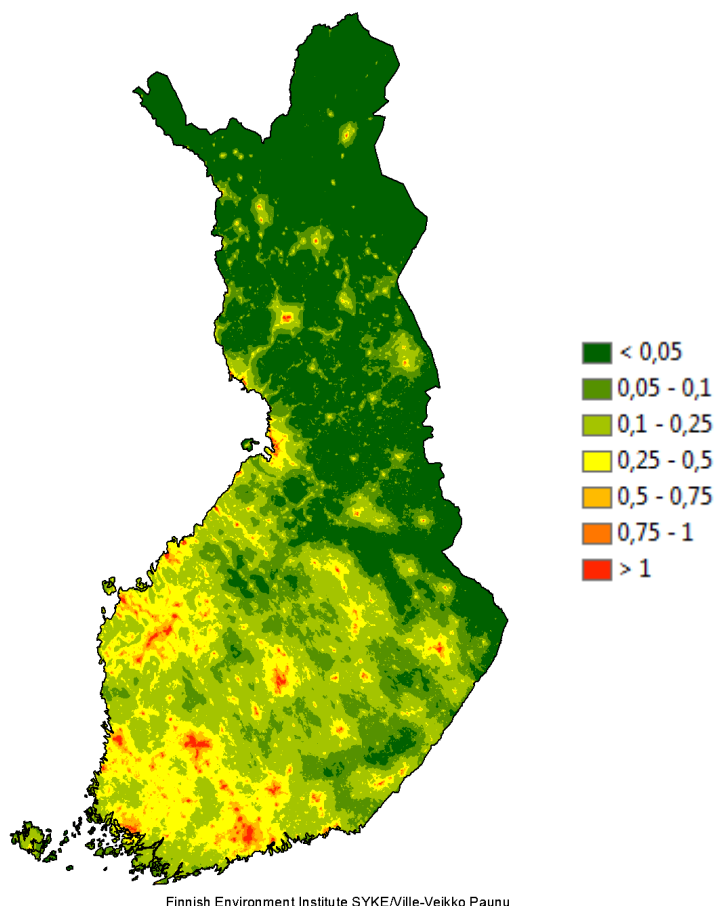 < 0,05
0,05 - 0,1
0,1 - 0,25
0,25 - 0,5
0,5 - 0,75
0,75 - 1
> 1
Finnish Environment Institute SYKE/Ville-Veikko Paunu